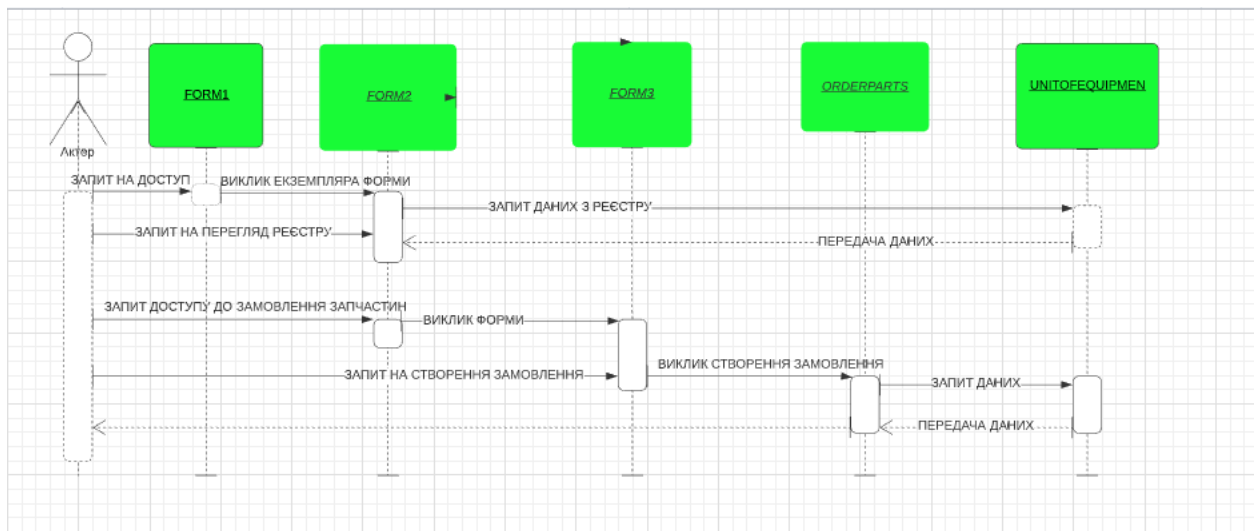 FORM1
FORM2
FORM3
ORDERPARTS
UNITOFEQUIPMEN
Актор
ЗАПИТ НА ДОСТУП
ВИКЛИК ЕКЗЕМПЛЯРА ФОРМИ
ЗАПИТ ДАНИХ З РЕЄСТРУ
ЗАПИТ НА ПЕРЕГЛЯД РЕЄСТРУ
ПЕРЕДАЧА ДАНИХ
ЗАПИТ ДОСТУПУ ДО ЗАМОВЛЕННЯ ЗАПЧАСТИН
ВИКЛИК ФОРМИ
ВИКЛИК СТВОРЕННЯ ЗАМОВЛЕННЯ
ЗАПИТ НА СТВОРЕННЯ ЗАМОВЛЕННЯ
ЗАПИТ ДАНИХ
ПЕРЕДАЧА ДАНИХ